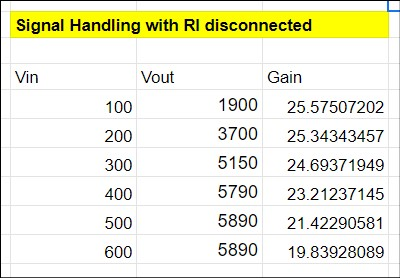 Signal Handling with RI disconnected
Vin Vout Gain
100 1900 25.57507202
200 3700 25.34343457
300 5150 24.69371949
400 5790 23.21237145
500 5890 21.42290581
600 5890 19.83928089